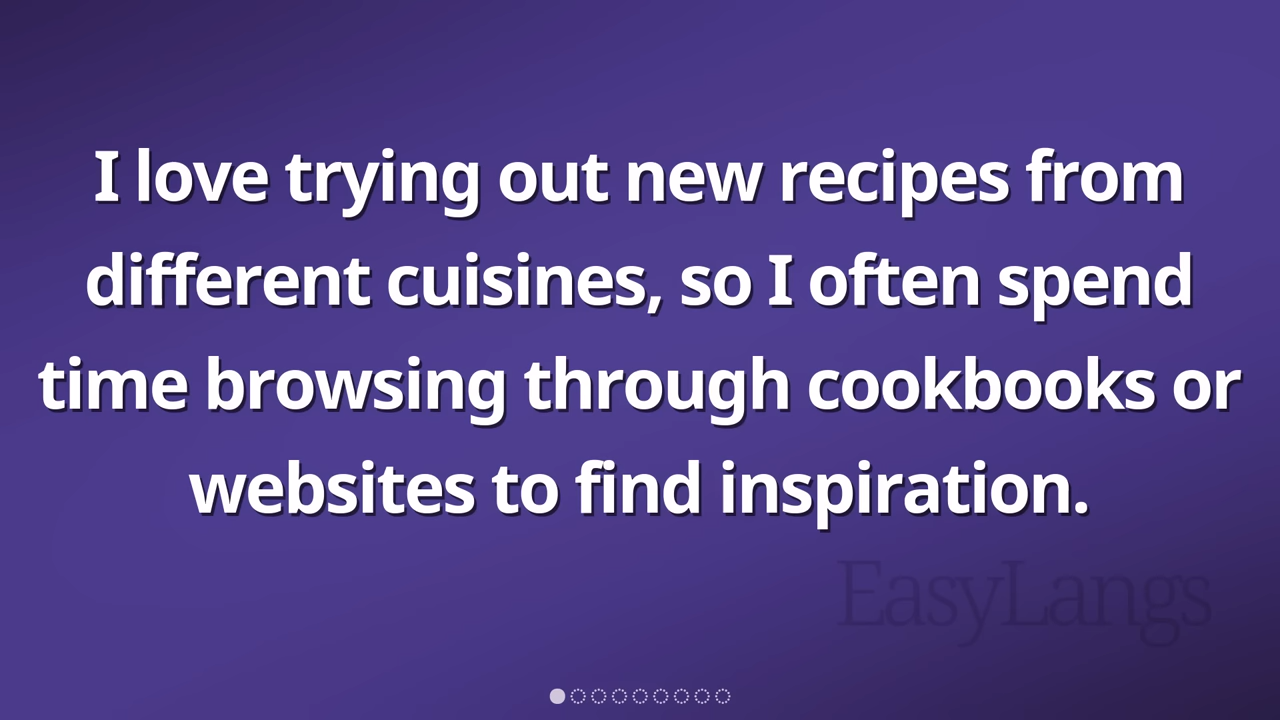 I love trying out new recipes from
different cuisines, so I often spend
time browsing through cookbooks or
websites to find inspiration.
EasyLangs